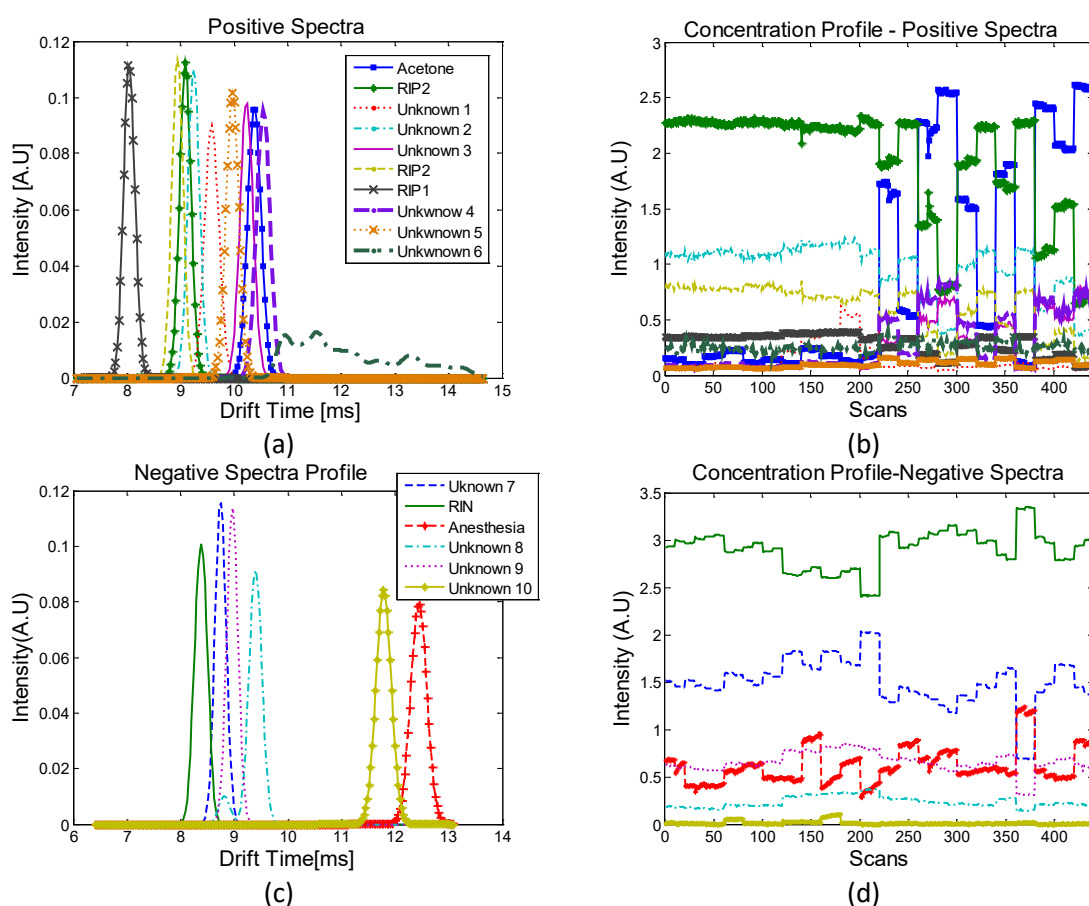 Positive Spectra
0.12
0.1
0.08
0.06
0.04
0.02
0
Intensity [A.U]
7 8 9 10 11 12 13 14 15
Drift Time [ms]
Acetone
RIP2
Unknown 1
Unknown 2
Unknown 3
RIP2
RIP1
Unkwnow 4
Unkwnown 5
Unkwnown 6
(a)
Concentration Profile - Positive Spectra
3
2.5
2
1.5
1
0.5
0
Intensity (A.U)
0 50 100 150 200 250 300 350 400
Scans
(b)
Negative Spectra Profile
0.12
0.1
0.08
0.06
0.04
0.02
0
Intensity(A.U)
6 7 8 9 10 11 12 13 14
Drift Time[ms]
Uknown 7
RIN
Anesthesia
Unknown 8
Unknown 9
Unknown 10
(c)
Concentration Profile-Negative Spectra
3.5
3
2.5
2
1.5
1
0.5
0
Intensity (A.U)
0 50 100 150 200 250 300 350 400
Scans
(d)